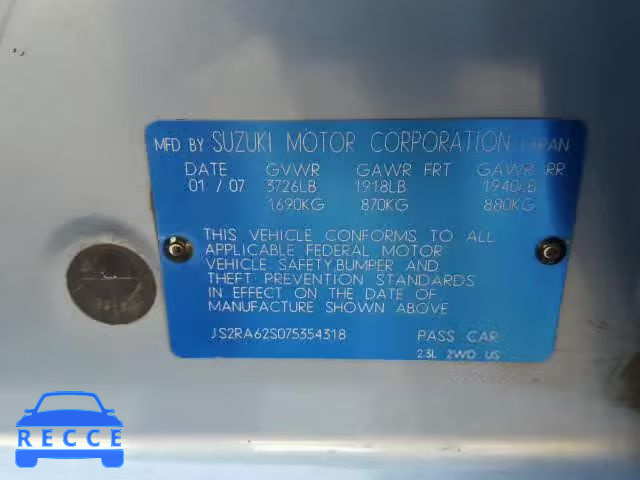 MFD BY SUZUKI MOTOR CORPORATION JAPAN
DATE GVWR GAWR FRT GAWR RR
01 / 07 3726LB 1918LB 1940LB
1690KG 870KG 880KG
THIS VEHICLE CONFORMS TO ALL
APPLICABLE FEDERAL MOTOR
VEHICLE SAFETY,BUMPER AND
THEFT PREVENTION STANDARDS
IN EFFECT ON THE DATE OF
MANUFACTURE SHOWN ABOVE
JS2RA62S075354318 PASS CAR
2.3L 2WD US
RECCE